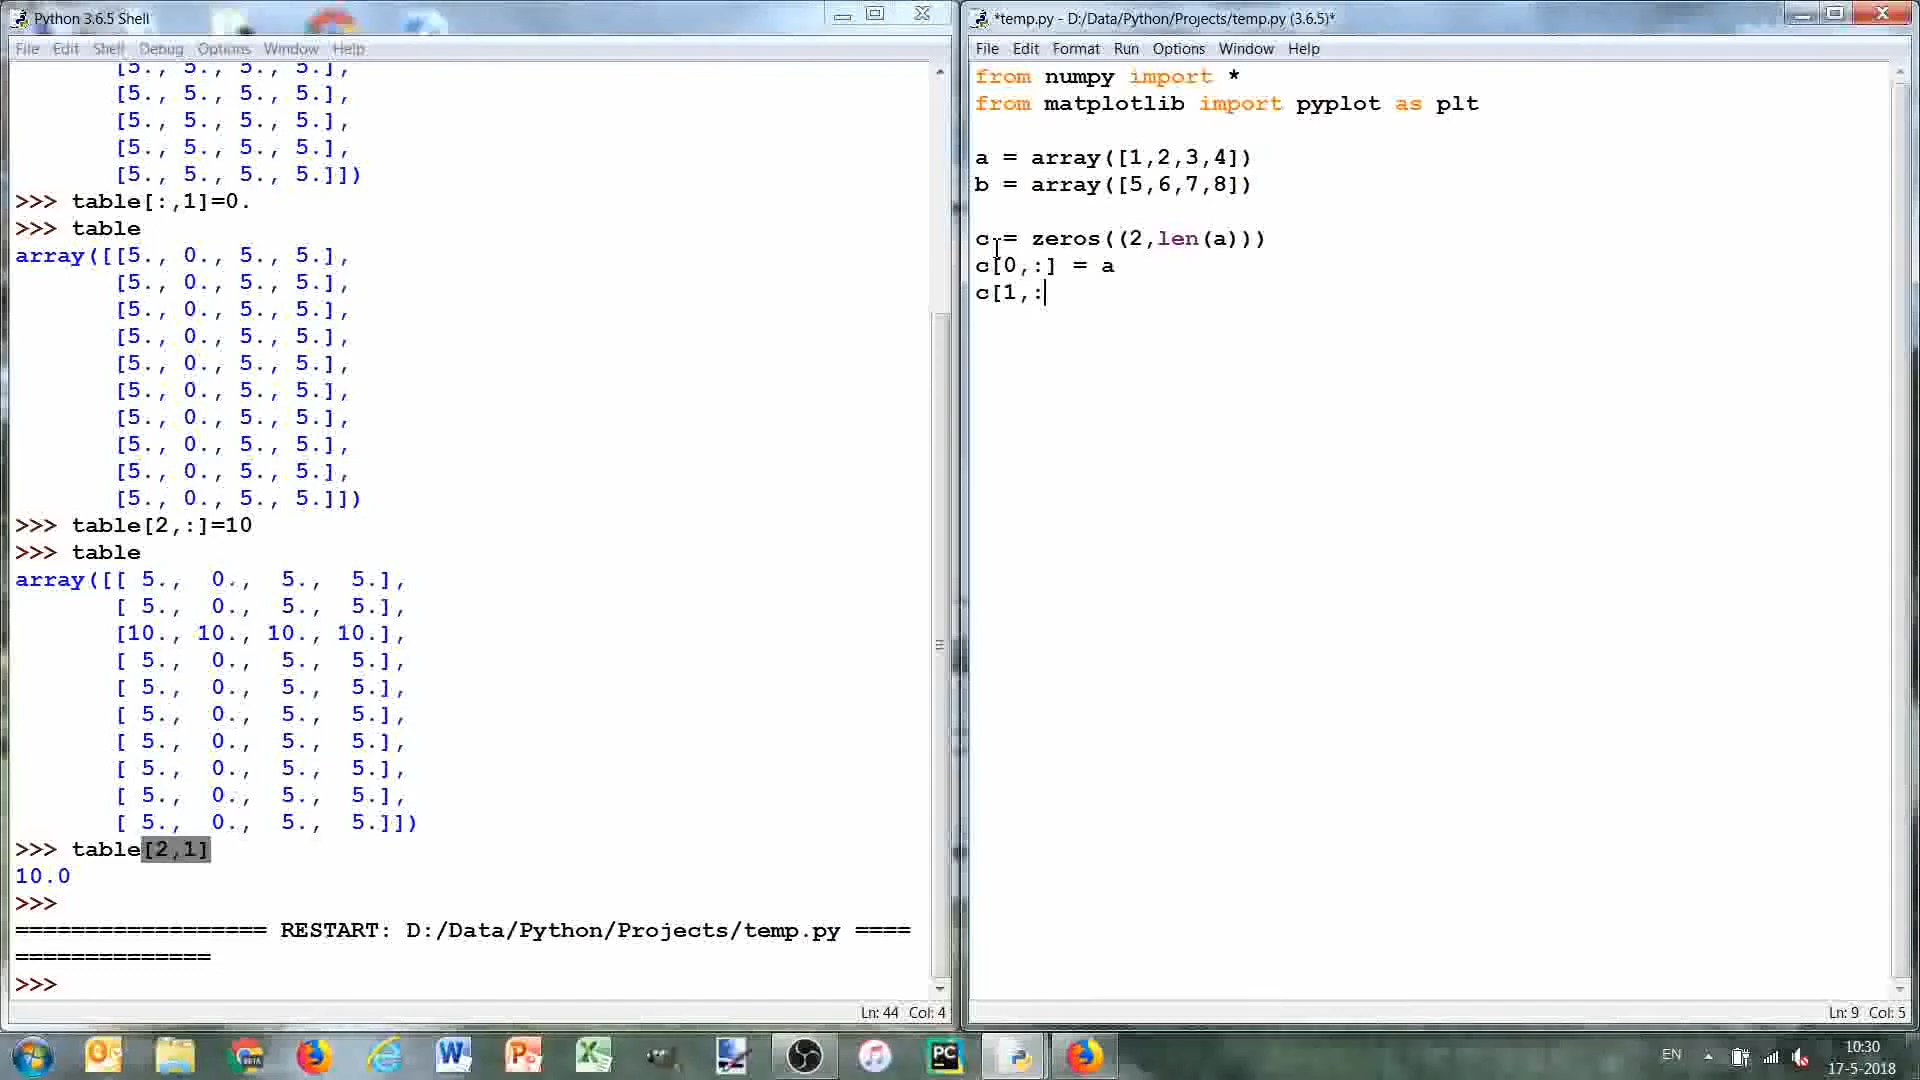 Python 3.6.5 Shell
File Edit Shell Debug Options Window Help
[5., 5., 5., 5.],
[5., 5., 5., 5.],
[5., 5., 5., 5.],
[5., 5., 5., 5.],
[5., 5., 5., 5.]])
>>> table[:,1]=0.
>>> table
array([[5., 0., 5., 5.],
[5., 0., 5., 5.],
[5., 0., 5., 5.],
[5., 0., 5., 5.],
[5., 0., 5., 5.],
[5., 0., 5., 5.],
[5., 0., 5., 5.],
[5., 0., 5., 5.],
[5., 0., 5., 5.],
[5., 0., 5., 5.]])
>>> table[2,:]=10
>>> table
array([[ 5., 0., 5., 5.],
[ 5., 0., 5., 5.],
[10., 10., 10., 10.],
[ 5., 0., 5., 5.],
[ 5., 0., 5., 5.],
[ 5., 0., 5., 5.],
[ 5., 0., 5., 5.],
[ 5., 0., 5., 5.],
[ 5., 0., 5., 5.],
[ 5., 0., 5., 5.]])
>>> table[2,1]
10.0
>>>
================== RESTART: D:/Data/Python/Projects/temp.py ====
==============
>>>
Ln: 44 Col: 4
*temp.py - D:/Data/Python/Projects/temp.py (3.6.5)*
File Edit Format Run Options Window Help
from numpy import *
from matplotlib import pyplot as plt
a = array([1,2,3,4])
b = array([5,6,7,8])
c = zeros((2,len(a)))
c[0,:] = a
c[1,:
Ln: 9 Col: 5
BETA
PC
EN
10:30
17-5-2018